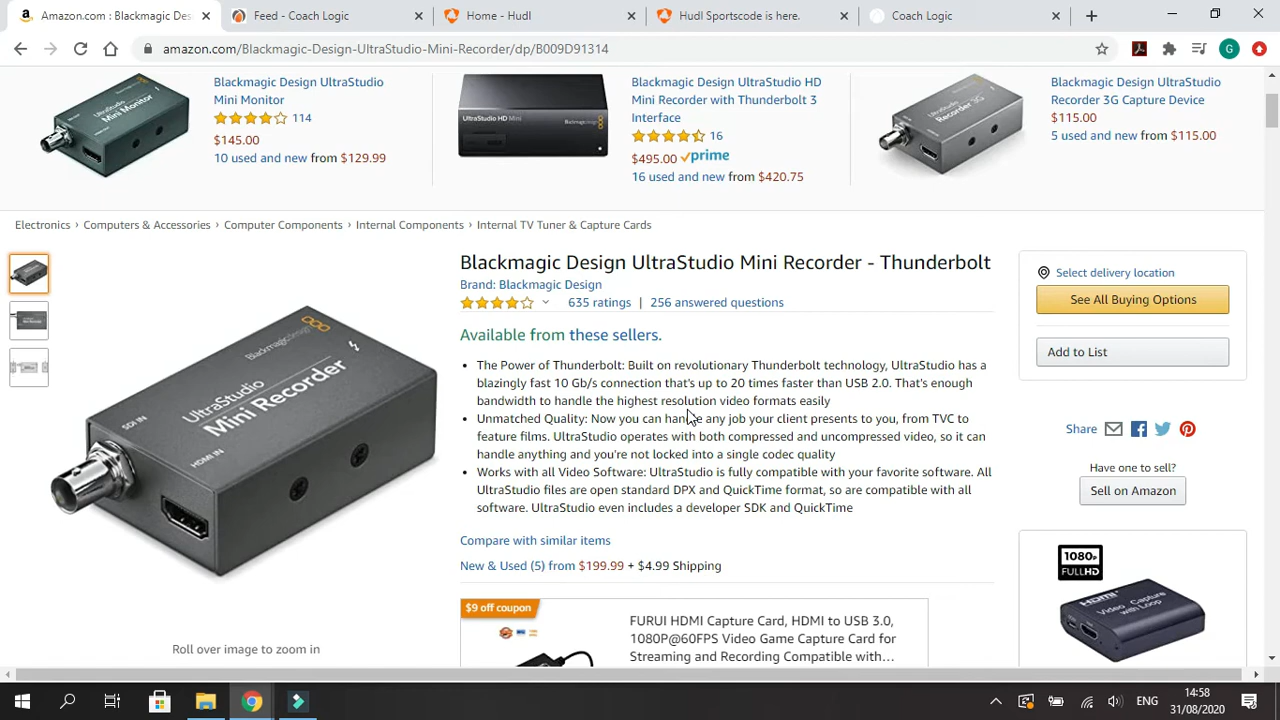 Amazon.com : Blackmagic Des
Feed - Coach Logic
Home - Hudl
Hudl Sportscode is here.
Coach Logic
amazon.com/Blackmagic-Design-UltraStudio-Mini-Recorder/dp/B009D91314
G
Blackmagic Design UltraStudio
Mini Monitor
114
$145.00
10 used and new from $129.99
UltraStudio
Mini Monitor
Blackmagic Design UltraStudio HD
Mini Recorder with Thunderbolt 3
Interface
16
$495.00 prime
16 used and new from $420.75
UltraStudio HD Mini
Blackmagicdesign
Blackmagic Design UltraStudio
Recorder 3G Capture Device
$115.00
5 used and new from $115.00
UltraStudio
Recorder 3G
Electronics › Computers & Accessories › Computer Components › Internal Components › Internal TV Tuner & Capture Cards
Blackmagicdesign
UltraStudio
Mini Recorder
SDI IN
HDMI IN
Roll over image to zoom in
Blackmagic Design UltraStudio Mini Recorder - Thunderbolt
Brand: Blackmagic Design
635 ratings | 256 answered questions
Available from these sellers.
• The Power of Thunderbolt: Built on revolutionary Thunderbolt technology, UltraStudio has a
blazingly fast 10 Gb/s connection that's up to 20 times faster than USB 2.0. That's enough
bandwidth to handle the highest resolution video formats easily
• Unmatched Quality: Now you can handle any job your client presents to you, from TVC to
feature films. UltraStudio operates with both compressed and uncompressed video, so it can
handle anything and you're not locked into a single codec quality
• Works with all Video Software: UltraStudio is fully compatible with your favorite software. All
UltraStudio files are open standard DPX and QuickTime format, so are compatible with all
software. UltraStudio even includes a developer SDK and QuickTime
Compare with similar items
New & Used (5) from $199.99 + $4.99 Shipping
$9 off coupon
FURUI HDMI Capture Card, HDMI to USB 3.0,
1080P@60FPS Video Game Capture Card for
Streaming and Recording Compatible with…
Select delivery location
See All Buying Options
Add to List
Share
Have one to sell?
Sell on Amazon
1080p
FULLHD
HDMI
Video Capture
with Loop
ENG
14:58
31/08/2020